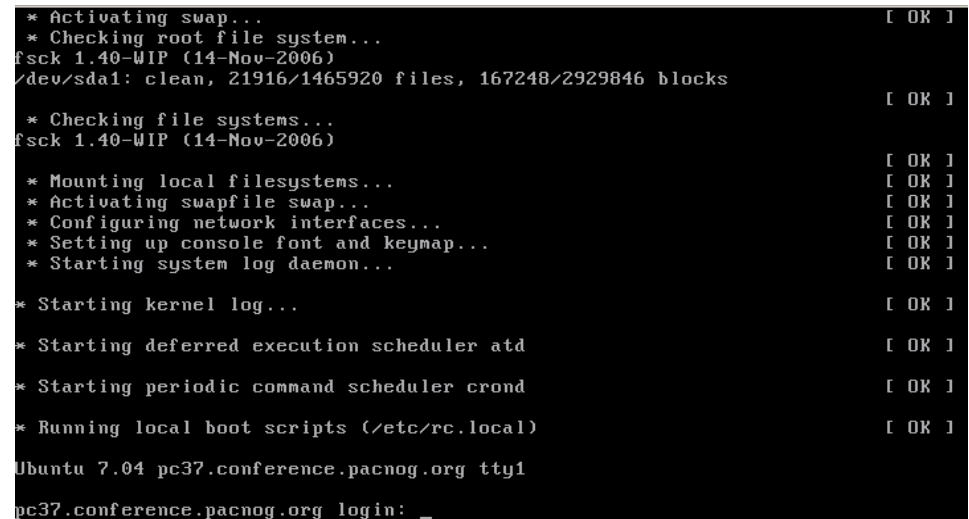 * Activating swap... [ OK ]
* Checking root file system...
fsck 1.40-WIP (14-Nov-2006)
/dev/sda1: clean, 21916/1465920 files, 167248/2929846 blocks
[ OK ]
* Checking file systems...
fsck 1.40-WIP (14-Nov-2006)
[ OK ]
* Mounting local filesystems... [ OK ]
* Activating swapfile swap... [ OK ]
* Configuring network interfaces... [ OK ]
* Setting up console font and keymap... [ OK ]
* Starting system log daemon... [ OK ]
* Starting kernel log... [ OK ]
* Starting deferred execution scheduler atd [ OK ]
* Starting periodic command scheduler crond [ OK ]
* Running local boot scripts (/etc/rc.local) [ OK ]
Ubuntu 7.04 pc37.conference.pacnog.org tty1
pc37.conference.pacnog.org login: _